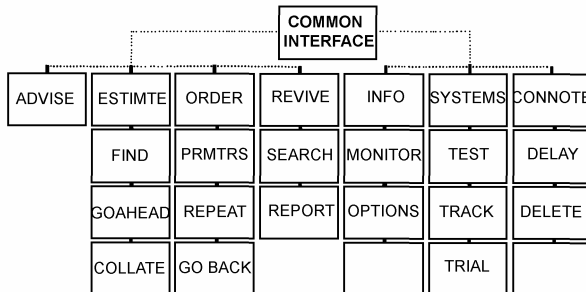 COMMON
INTERFACE
ADVISE ESTIMTE ORDER REVIVE INFO SYSTEMS CONNOTE
FIND PRMTRS SEARCH MONITOR TEST DELAY
GOAHEAD REPEAT REPORT OPTIONS TRACK DELETE
COLLATE GO BACK TRIAL